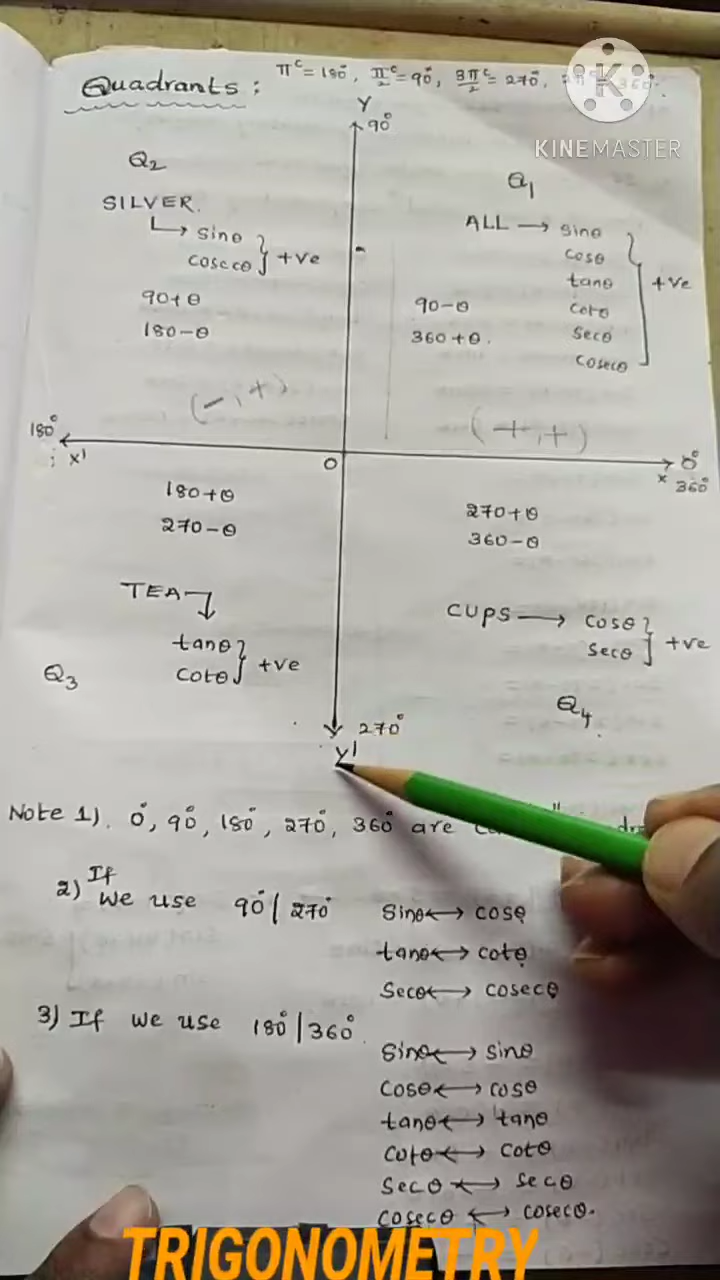 Quadrants : πᶜ = 180°, π/2ᶜ = 90°, 3π/2ᶜ = 270°, 360°.
KINEMASTER
Y
90°
Q2
SILVER.
sinθ
cosecθ
+ve
90+θ
180-θ
(-,+)
Q1
ALL → sinθ
cosθ
tanθ
cotθ
secθ
cosecθ
+ve
90-θ
360+θ.
(+,+)
180°
X'
O
0°
X
360°
180+θ
270-θ
TEA
tanθ
cotθ
+ve
Q3
270+θ
360-θ
CUPS → cosθ
secθ
+ve
Q4
270°
Y'
Note 1). 0°, 90°, 180°, 270°, 360° are
2) If we use 90° | 270°
sinθ ↔ cosθ
tanθ ↔ cotθ
secθ ↔ cosecθ
3) If we use 180° | 360°.
sinθ ↔ sinθ
cosθ ↔ cosθ
tanθ ↔ tanθ
cotθ ↔ cotθ
secθ ↔ secθ
cosecθ ↔ cosecθ.
TRIGONOMETRY